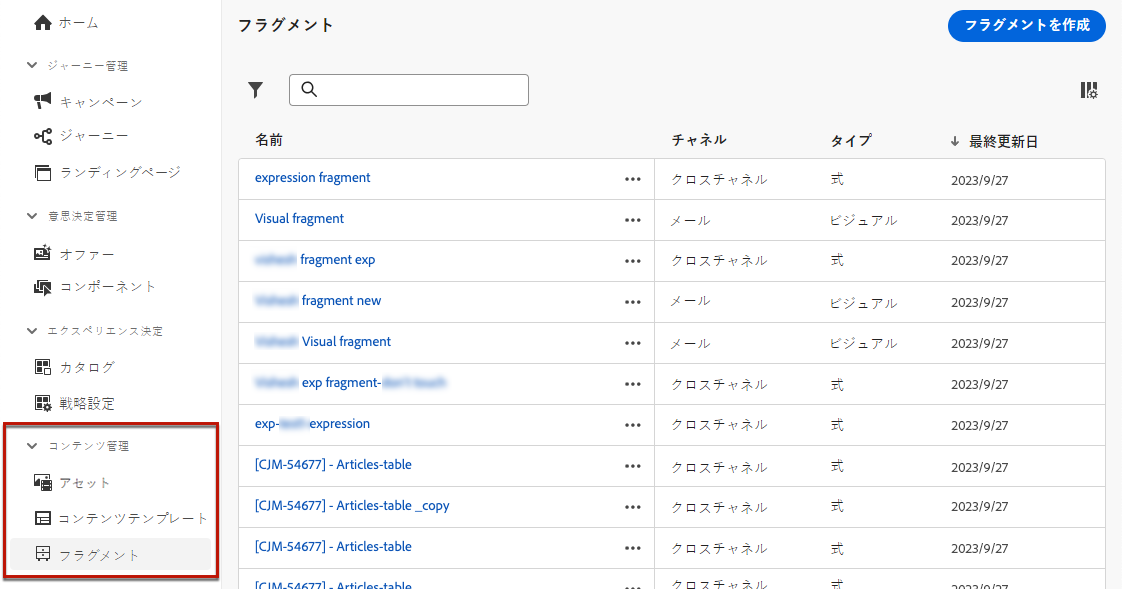 ホーム
ジャーニー管理
キャンペーン
ジャーニー
ランディングページ
意思決定管理
オファー
コンポーネント
エクスペリエンス決定
カタログ
戦略設定
コンテンツ管理
アセット
コンテンツテンプレート
フラグメント
フラグメント
フラグメントを作成
名前 チャネル タイプ 最終更新日
expression fragment クロスチャネル 式 2023/9/27
Visual fragment メール ビジュアル 2023/9/27
fragment exp クロスチャネル 式 2023/9/27
fragment new メール ビジュアル 2023/9/27
Visual fragment メール ビジュアル 2023/9/27
exp fragment- クロスチャネル 式 2023/9/27
exp- expression クロスチャネル 式 2023/9/27
[CJM-54677] - Articles-table クロスチャネル 式 2023/9/27
[CJM-54677] - Articles-table _copy クロスチャネル 式 2023/9/27
[CJM-54677] - Articles-table クロスチャネル 式 2023/9/27
[CJM-54677] - Articles-table クロスチャネル 式 2023/9/27